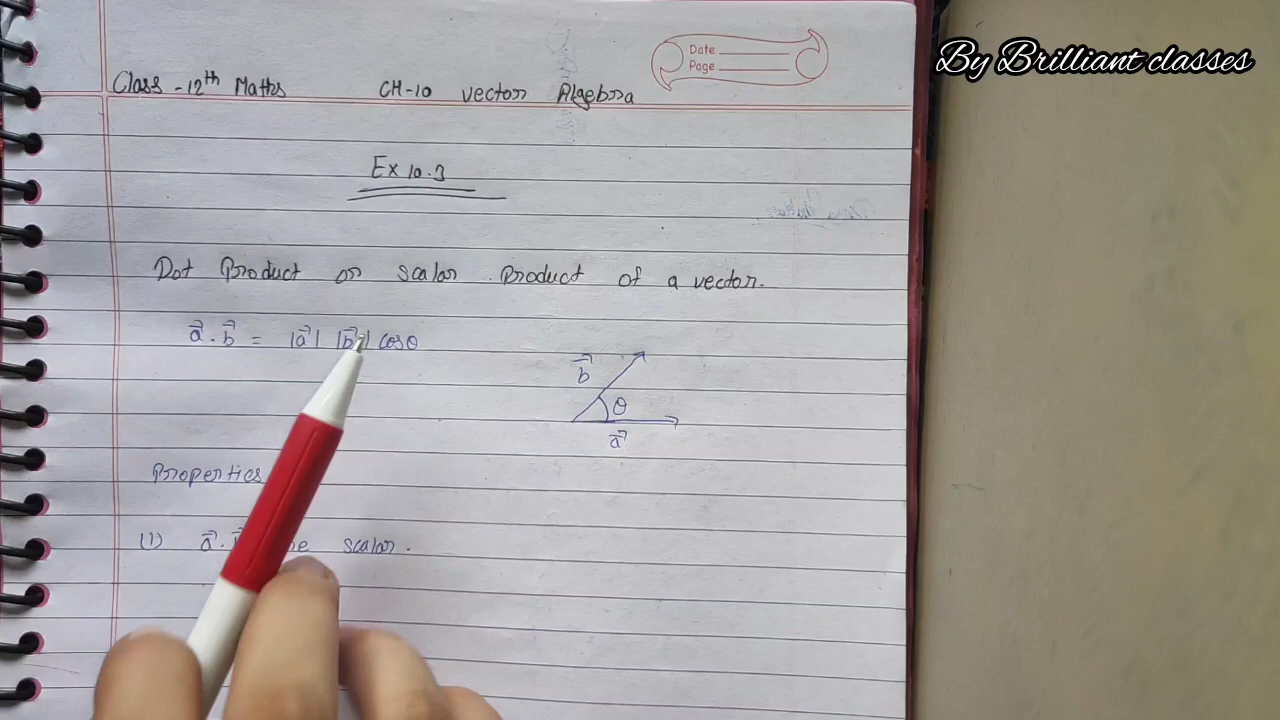 By Brilliant classes
Date
Page
Class - 12th Maths CH-10 vector Algebra
Ex 10.3
Dot Product or scalar Product of a vector.
a⃗ . b⃗ = |a⃗| |b⃗| cosθ
b⃗
θ
a⃗
Properties
(1) a⃗ . scalar.